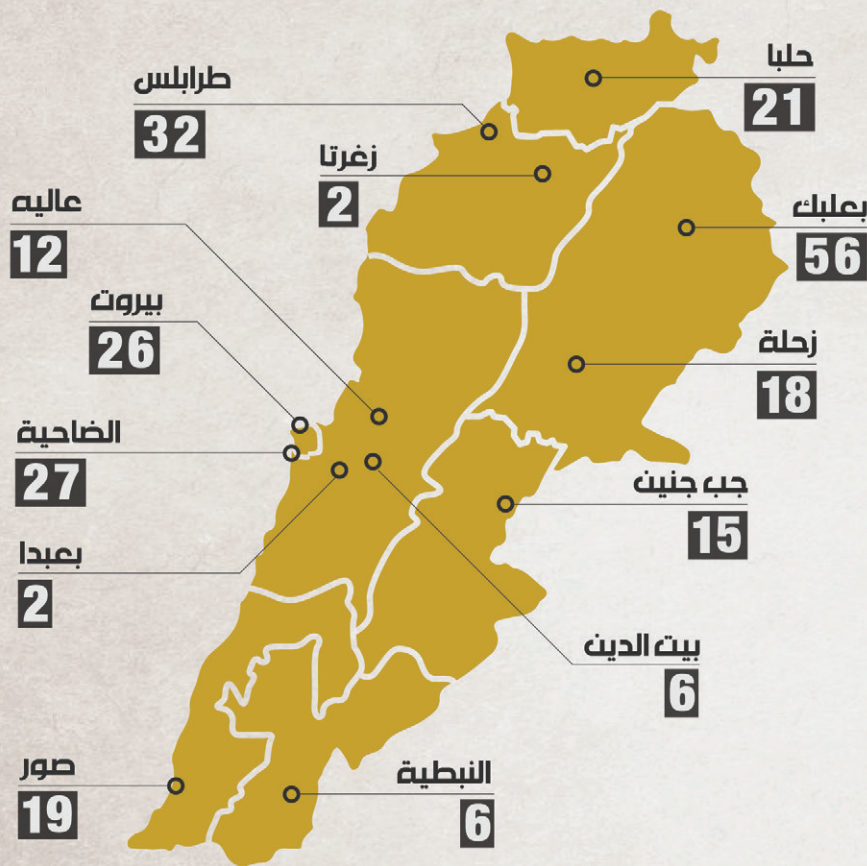 حلبا
21
طرابلس
32
زغرتا
2
بعلبك
56
عاليه
12
بيروت
26
زحلة
18
الضاحية
27
جب جنين
15
بعبدا
2
بيت الدين
6
صور
19
النبطية
6